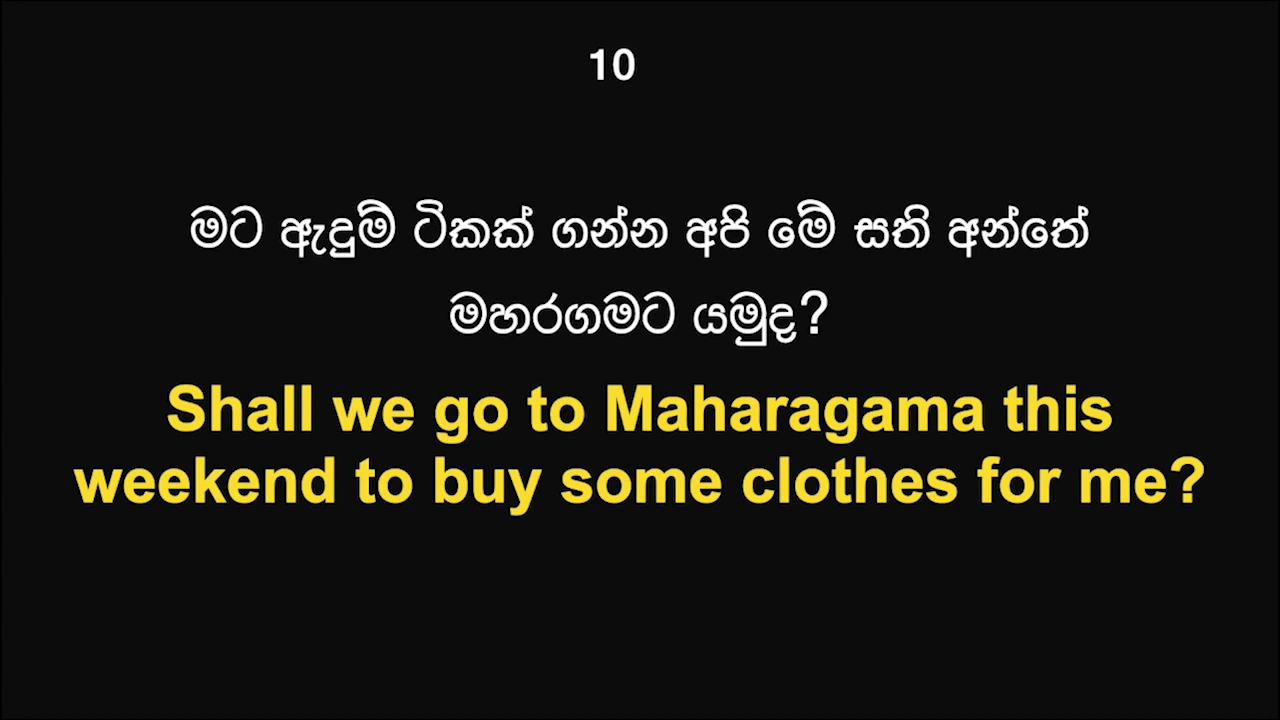 10
මට ඇදුම් ටිකක් ගන්න අපි මේ සති අන්තේ
මහරගමට යමුද?
Shall we go to Maharagama this
weekend to buy some clothes for me?